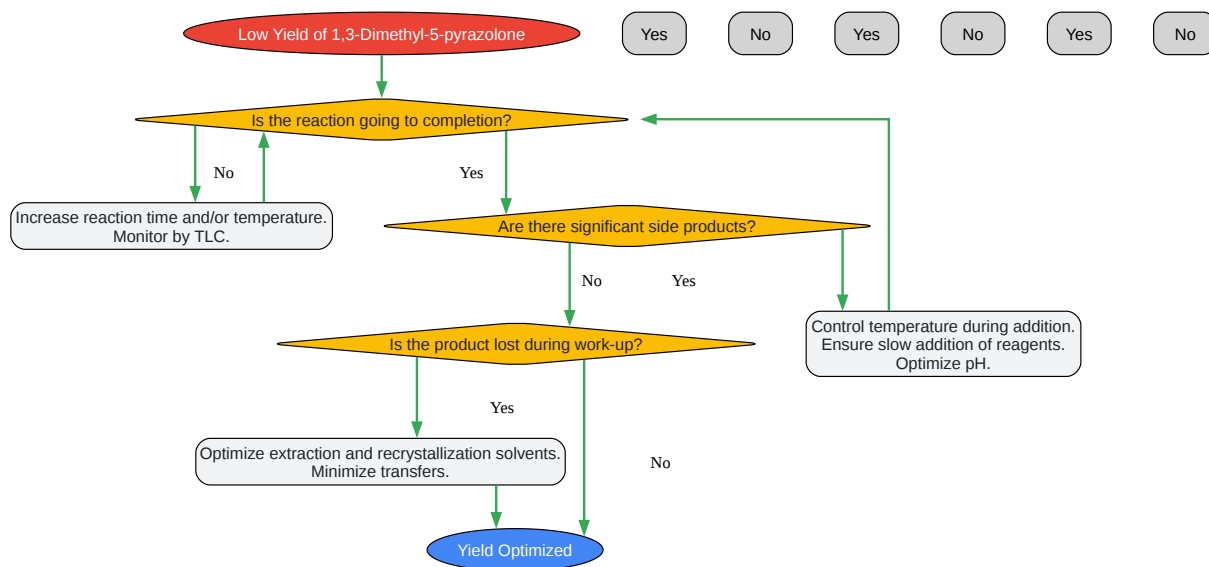 Low Yield of 1,3-Dimethyl-5-pyrazolone
Yes
No
Yes
No
Yes
No
Is the reaction going to completion?
No
Yes
Increase reaction time and/or temperature.
Monitor by TLC.
Are there significant side products?
No
Yes
Control temperature during addition.
Ensure slow addition of reagents.
Optimize pH.
Is the product lost during work-up?
Yes
No
Optimize extraction and recrystallization solvents.
Minimize transfers.
Yield Optimized